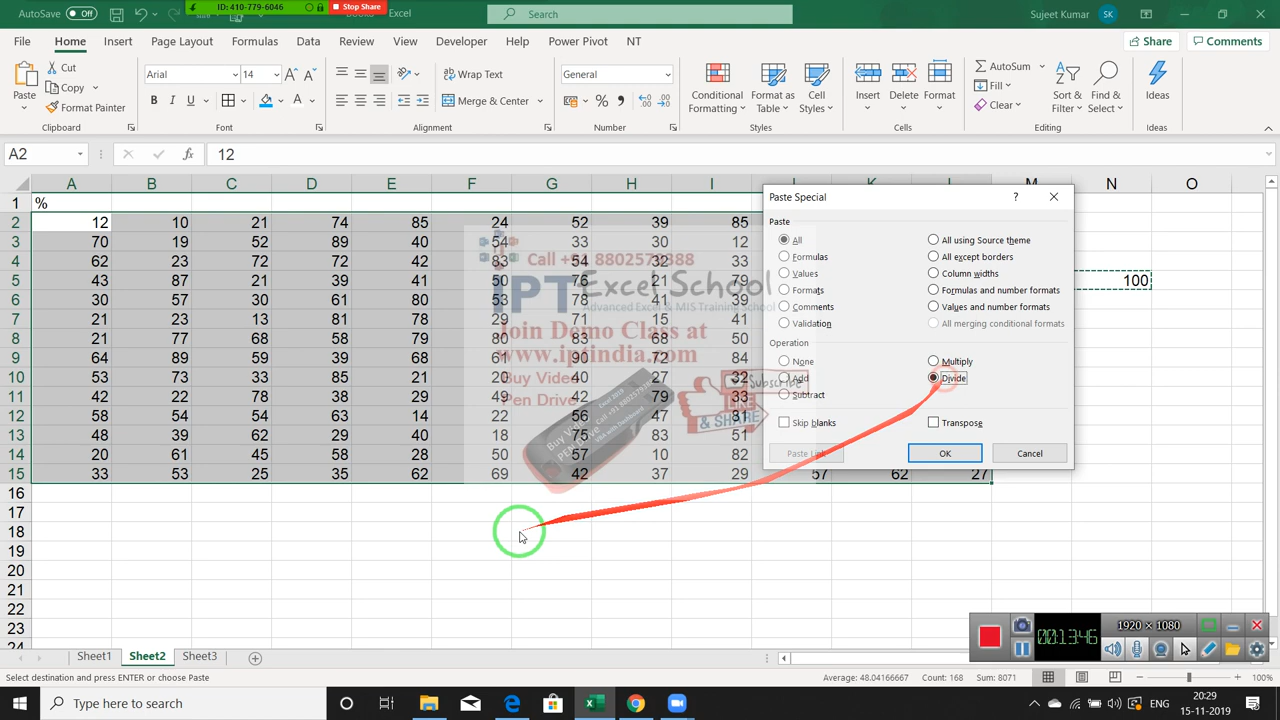 ID: 410-779-6046 Stop Share
AutoSave Off Books - Excel Search Sujeet Kumar SK
File Home Insert Page Layout Formulas Data Review View Developer Help Power Pivot NT Share Comments
Paste Cut Copy Format Painter
Arial 14 Wrap Text Merge & Center General
Conditional Formatting Format as Table Cell Styles Insert Delete Format
AutoSum Fill Clear Sort & Filter Find & Select Ideas
Clipboard Font Alignment Number Styles Cells Editing Ideas
A2 fx 12
A B C D E F G H I J K L M N O
1 %
2 12 10 21 74 85 24 52 39 85
3 70 19 52 89 40 54 33 30 12
4 62 23 72 21 42 83 54 32 33
5 43 87 21 39 41 50 76 21 79 100
6 30 57 30 61 80 53 78 41 39
7 21 23 13 81 78 29 71 15 41
8 21 77 68 58 79 80 83 68 50
9 64 89 59 39 68 61 90 72 84
10 53 73 33 85 21 20 40 27 32
11 42 22 78 89 38 42 79 33
12 58 54 54 63 14 22 56 47 81
13 48 39 62 29 40 18 75 83 51
14 20 61 45 58 28 50 57 10 82
15 33 53 25 35 62 69 42 37 29 57 62 27
16
17
18
19
20
21
22
23
24
Call +91 8802579388
IPT Excel School
Advanced Excel & MIS Training School
Join Demo Class at
www.iptindia.com
Buy Video
Pen Drive
Subscribe
LIKE
& SHARE
Paste Special ?
Paste
All All using Source theme
Formulas All except borders
Values Column widths
Formats Formulas and number formats
Comments Values and number formats
Validation All merging conditional formats
Operation
None Multiply
Add Divide
Subtract
Skip blanks Transpose
Paste Link OK Cancel
1920 × 1080
00:13:46
Sheet1 Sheet2 Sheet3
Select destination and press ENTER or choose Paste Average: 48.04166667 Count: 168 Sum: 8071 100%
Type here to search ENG 20:29
15-11-2019